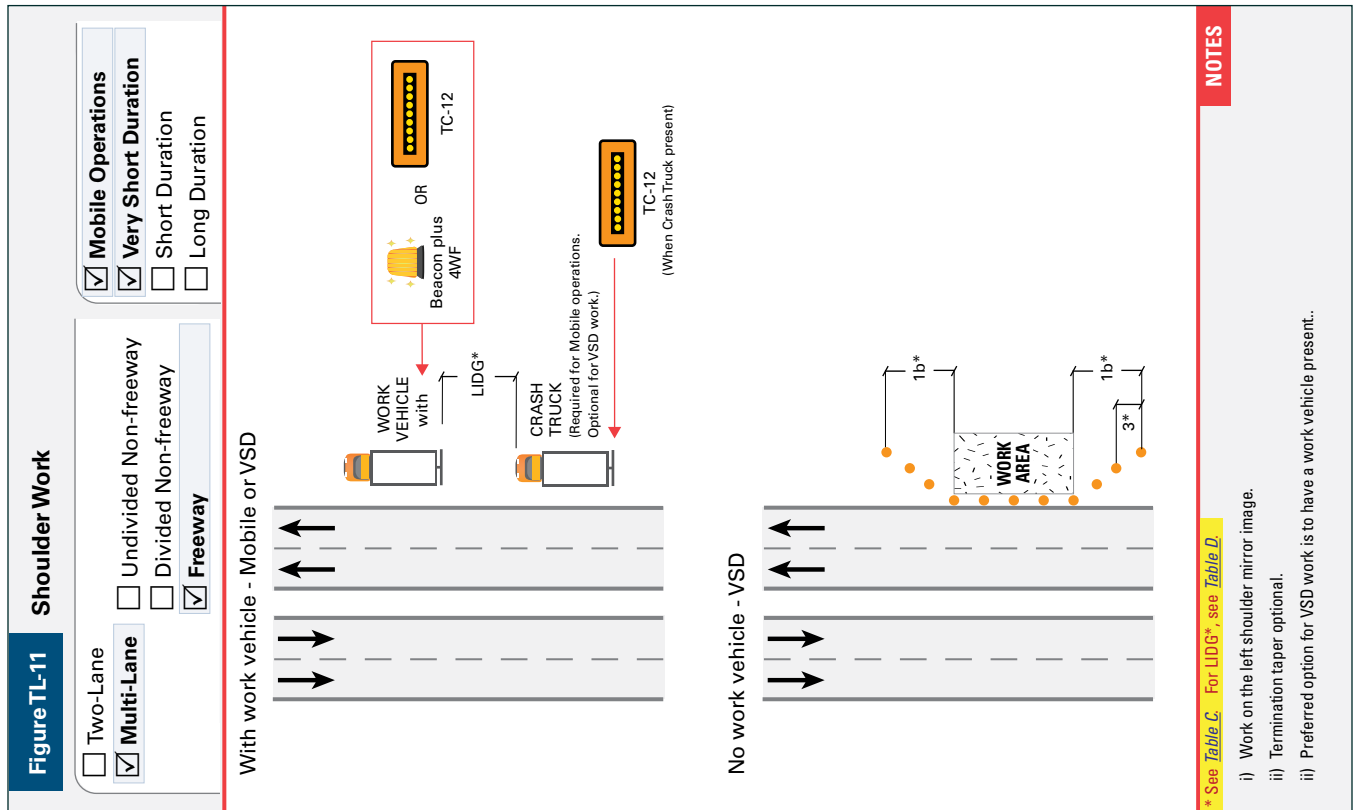 Figure TL-11 Shoulder Work
Two-Lane
Multi-Lane
Undivided Non-freeway
Divided Non-freeway
Freeway
Mobile Operations
Very Short Duration
Short Duration
Long Duration
With work vehicle - Mobile or VSD
WORK
VEHICLE
with
Beacon plus
4WF
OR
TC-12
LIDG*
CRASH
TRUCK
(Required for Mobile operations.
Optional for VSD work.)
TC-12
(When Crash Truck present)
No work vehicle - VSD
WORK
AREA
1b*
1b*
3*
* See Table C. For LIDG*, see Table D.
NOTES
i) Work on the left shoulder mirror image.
ii) Termination taper optional.
ii) Preferred option for VSD work is to have a work vehicle present..